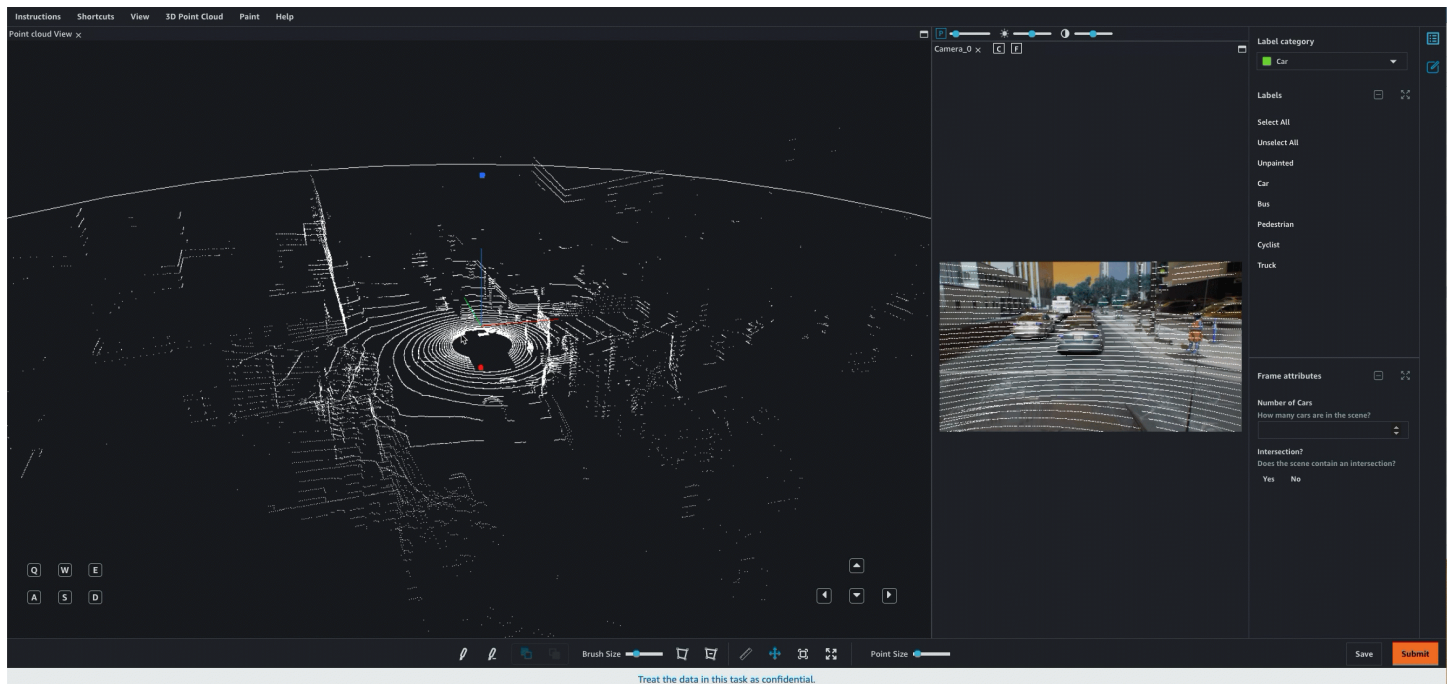 Instructions Shortcuts View 3D Point Cloud Paint Help
Point cloud View x
P
Camera_0 x C F
Label category
Car
Labels
Select All
Unselect All
Unpainted
Car
Bus
Pedestrian
Cyclist
Truck
Frame attributes
Number of Cars
How many cars are in the scene?
Intersection?
Does the scene contain an intersection?
Yes No
Q W E
A S D
Brush Size
Point Size
Save Submit
Treat the data in this task as confidential.